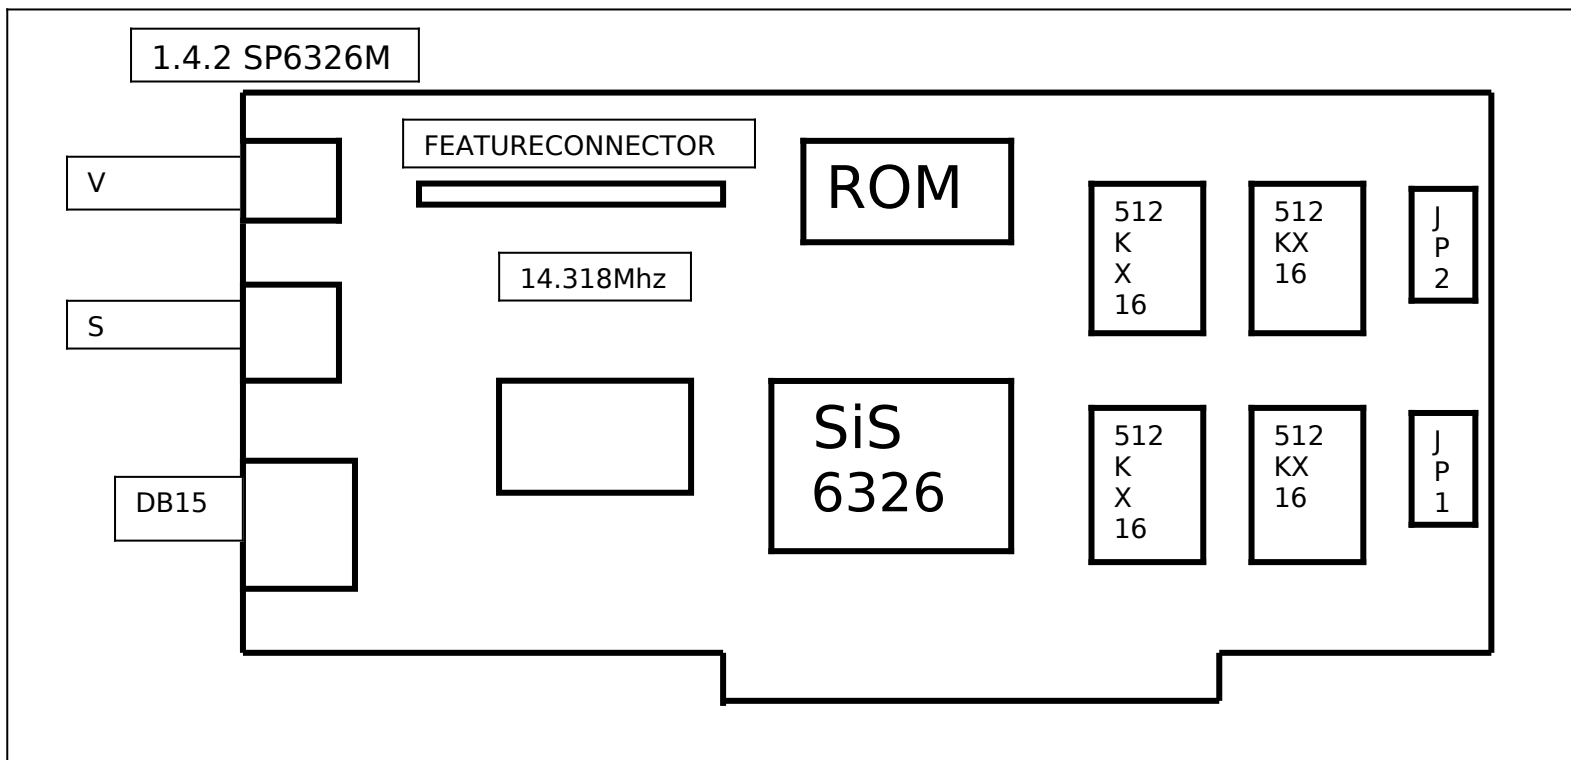 1.4.2 SP6326M
FEATURECONNECTOR
ROM
V
512
K
X
16
512
KX
16
J
P
2
14.318Mhz
S
SiS
6326
512
K
X
16
512
KX
16
J
P
1
DB15